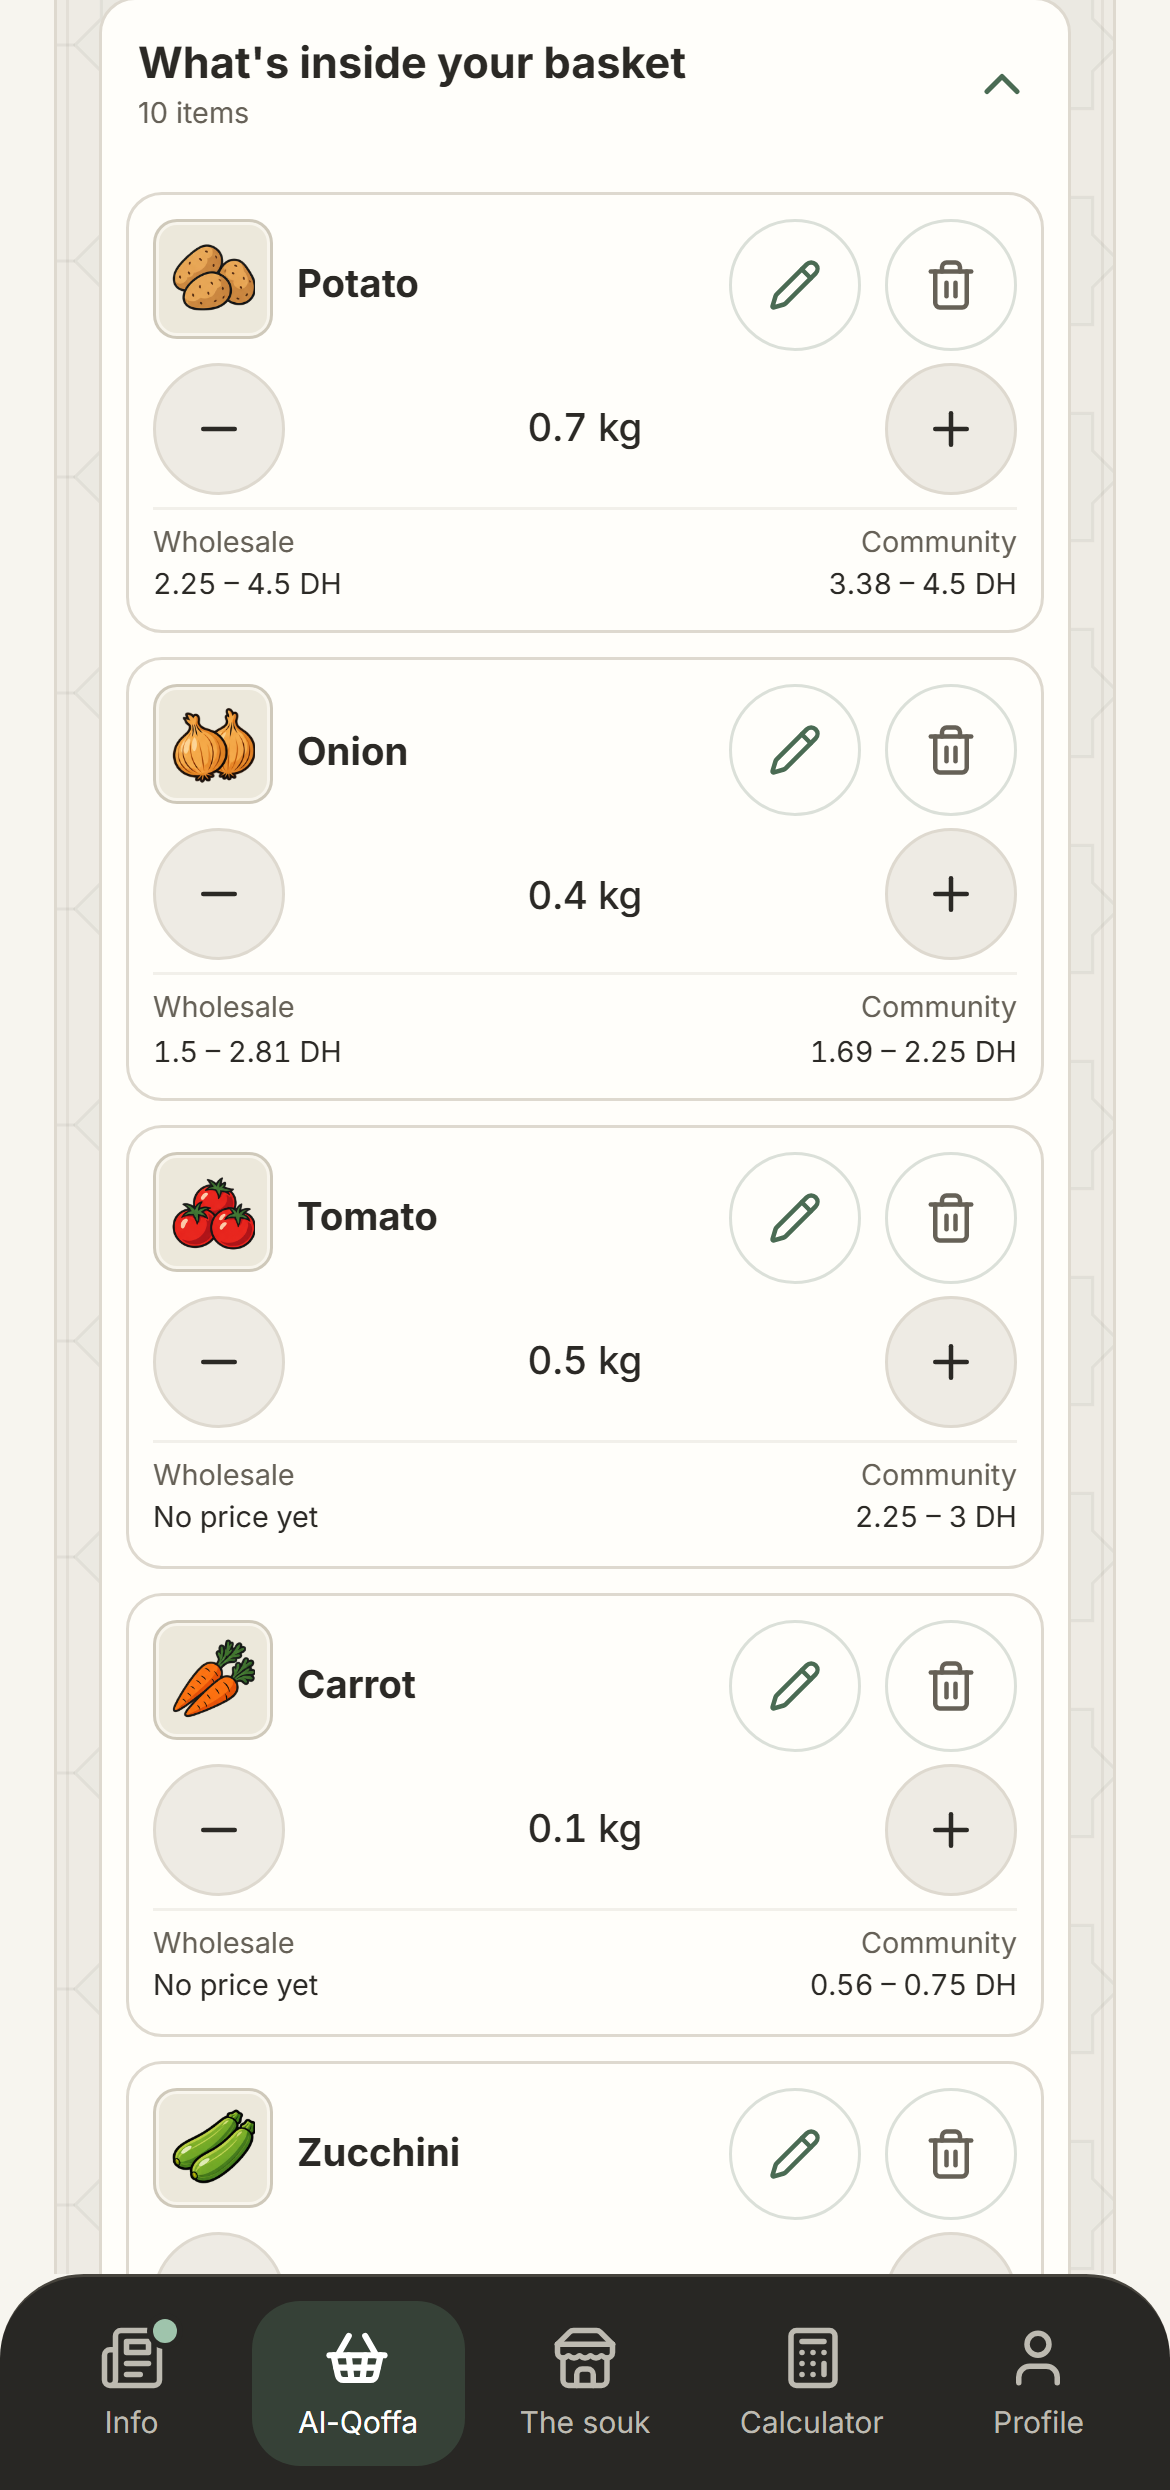 What's inside your basket
10 items
Potato
0.7 kg
Wholesale
Community
2.25 – 4.5 DH
3.38 – 4.5 DH
Onion
0.4 kg
Wholesale
Community
1.5 – 2.81 DH
1.69 – 2.25 DH
Tomato
0.5 kg
Wholesale
Community
No price yet
2.25 – 3 DH
Carrot
0.1 kg
Wholesale
Community
No price yet
0.56 – 0.75 DH
Zucchini
Info
Al-Qoffa
The souk
Calculator
Profile